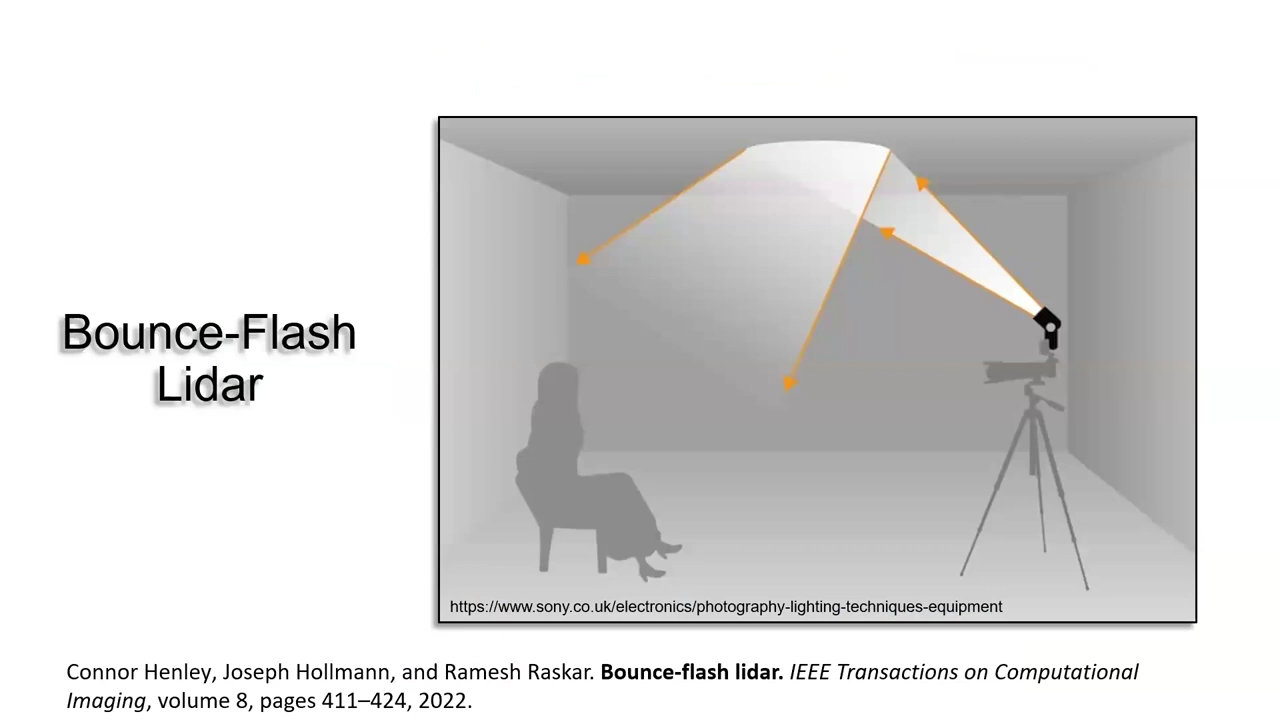 Bounce-Flash
Lidar
https://www.sony.co.uk/electronics/photography-lighting-techniques-equipment
Connor Henley, Joseph Hollmann, and Ramesh Raskar. Bounce-flash lidar. IEEE Transactions on Computational
Imaging, volume 8, pages 411–424, 2022.